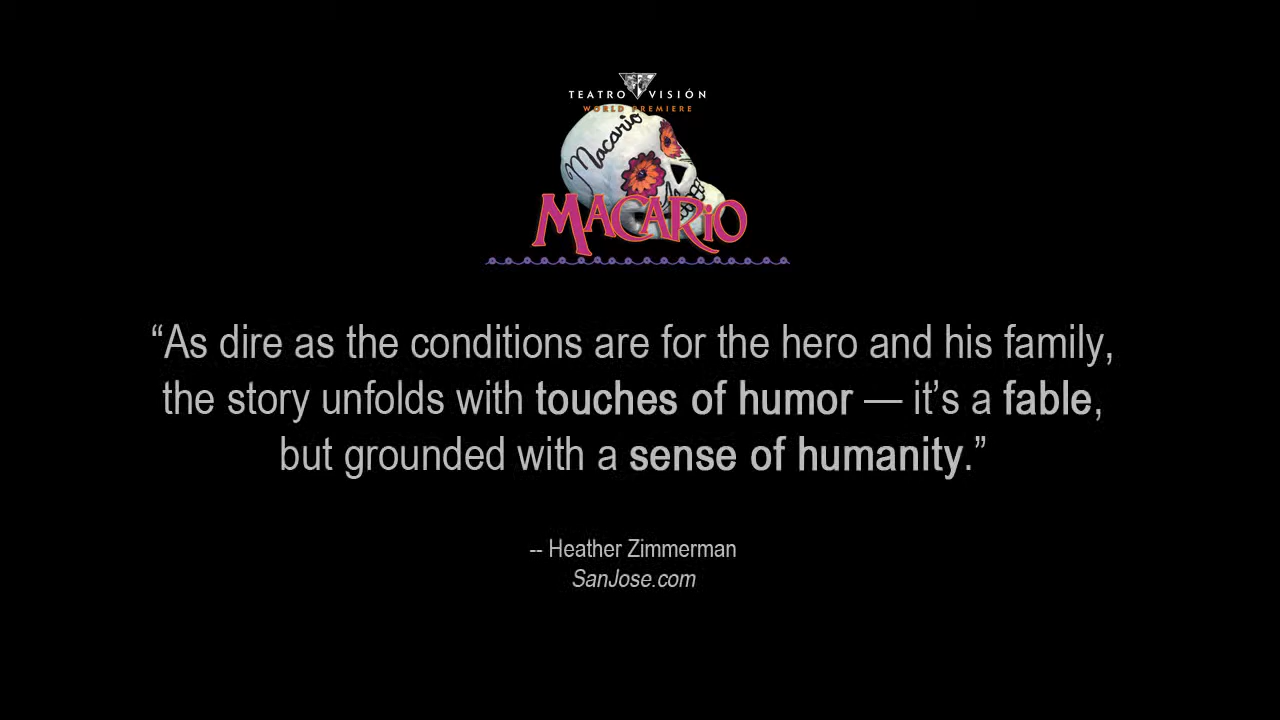 TEATRO VISIÓN
WORLD PREMIERE
Macario
MACARiO
“As dire as the conditions are for the hero and his family,
the story unfolds with touches of humor — it’s a fable,
but grounded with a sense of humanity.”
-- Heather Zimmerman
SanJose.com